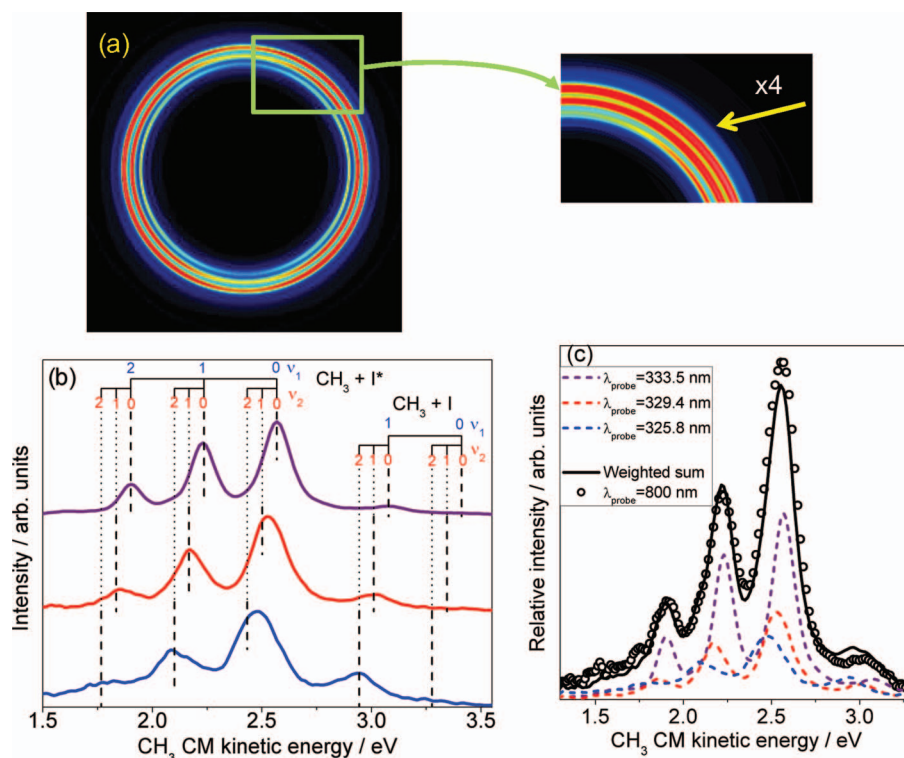 (a)
x4
(b)
2 1 0 ν₁
CH₃ + I*
2 1 0 2 1 0 2 1 0 ν₂
CH₃ + I
1 0 ν₁
2 1 0 2 1 0 ν₂
Intensity / arb. units
1.5 2.0 2.5 3.0 3.5
CH₃ CM kinetic energy / eV
(c)
λprobe=333.5 nm
λprobe=329.4 nm
λprobe=325.8 nm
Weighted sum
λprobe=800 nm
Relative intensity / arb. units
1.5 2.0 2.5 3.0
CH₃ CM kinetic energy / eV